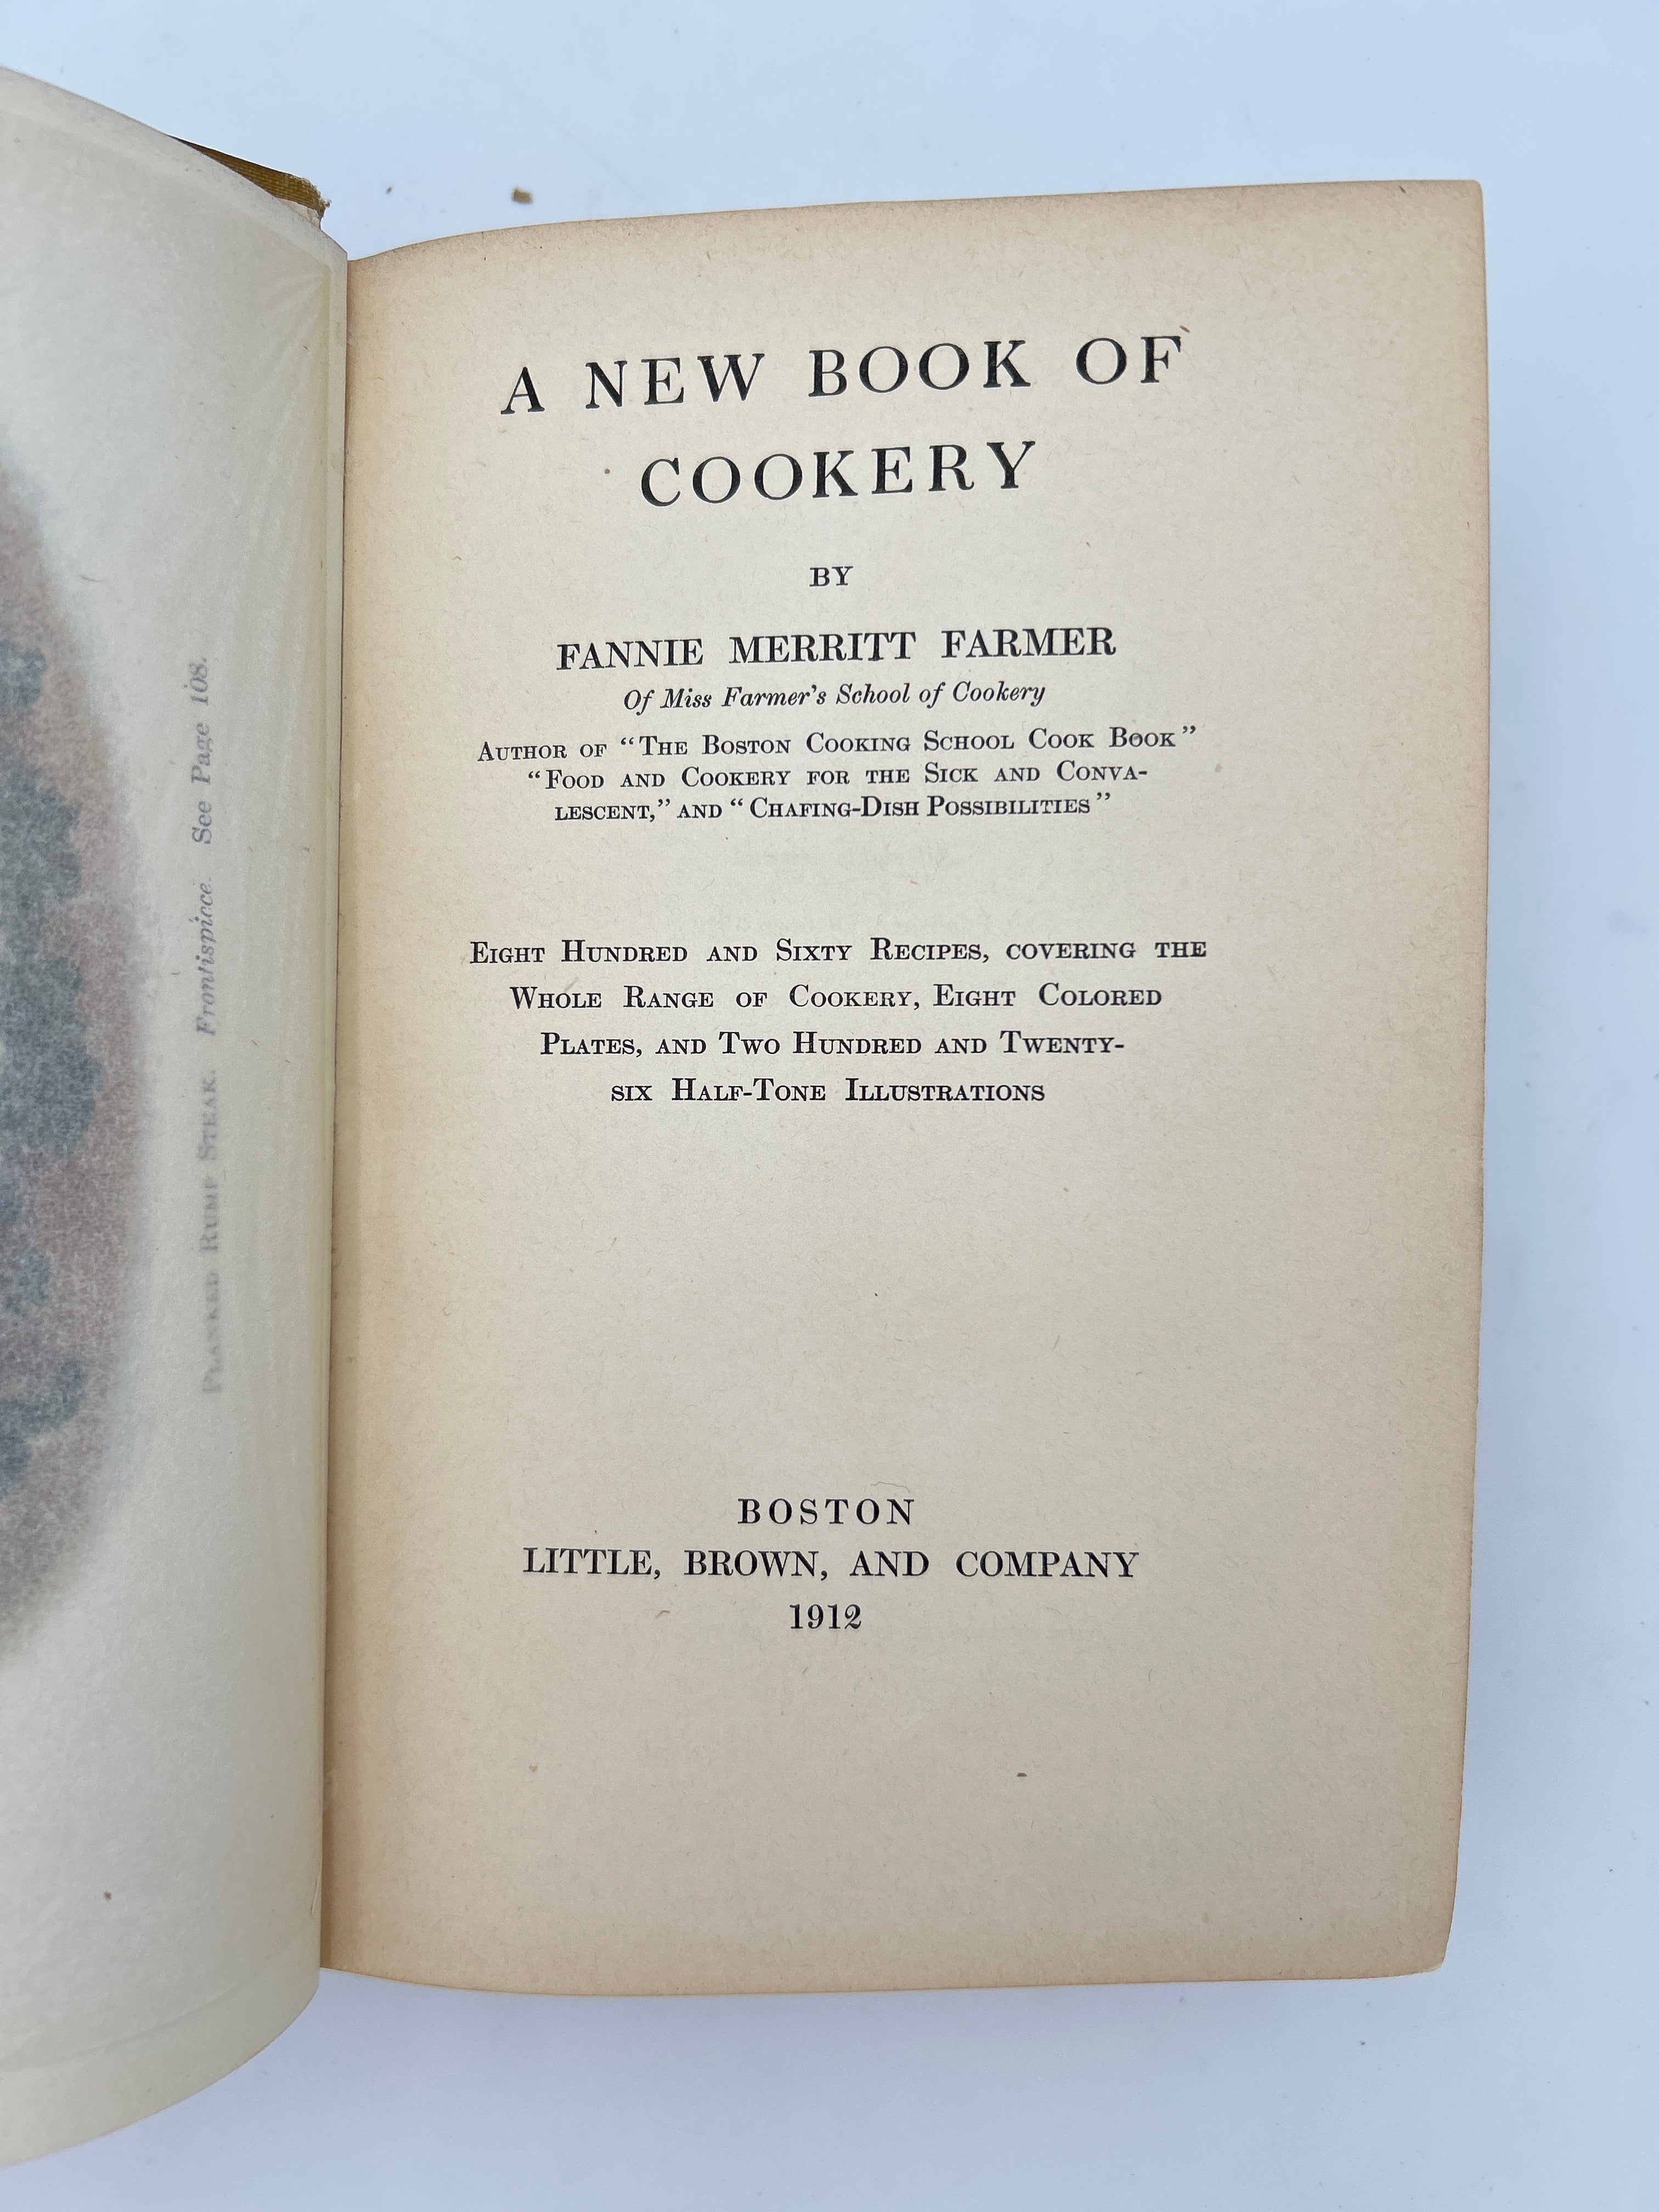 PLANKED RUMP STEAK. Frontispiece. See Page 108.
A NEW BOOK OF
COOKERY
BY
FANNIE MERRITT FARMER
Of Miss Farmer's School of Cookery
AUTHOR OF “THE BOSTON COOKING SCHOOL COOK BOOK”
“FOOD AND COOKERY FOR THE SICK AND CONVA-
LESCENT,” AND “CHAFING-DISH POSSIBILITIES”
EIGHT HUNDRED AND SIXTY RECIPES, COVERING THE
WHOLE RANGE OF COOKERY, EIGHT COLORED
PLATES, AND TWO HUNDRED AND TWENTY-
SIX HALF-TONE ILLUSTRATIONS
BOSTON
LITTLE, BROWN, AND COMPANY
1912